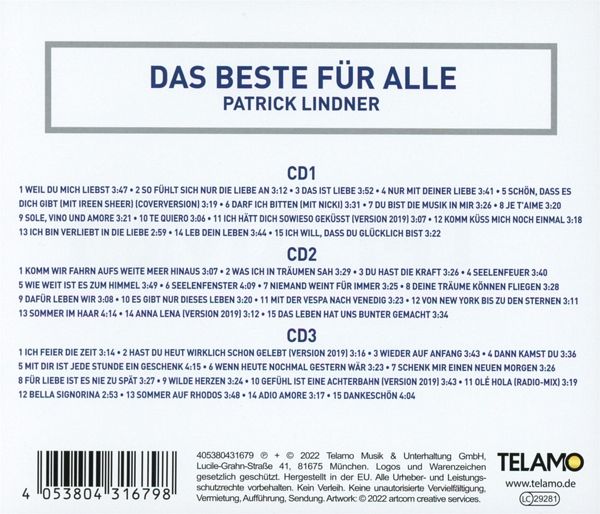 DAS BESTE FÜR ALLE
PATRICK LINDNER
CD1
1 WEIL DU MICH LIEBST 3:47 • 2 SO FÜHLT SICH NUR DIE LIEBE AN 3:12 • 3 DAS IST LIEBE 3:52 • 4 NUR MIT DEINER LIEBE 3:41 • 5 SCHÖN, DASS ES
DICH GIBT (MIT IREEN SHEER) (COVERVERSION) 3:19 • 6 DARF ICH BITTEN (MIT NICKI) 3:31 • 7 DU BIST DIE MUSIK IN MIR 3:26 • 8 JE T'AIME 3:20
9 SOLE, VINO UND AMORE 3:21 • 10 TE QUIERO 3:06 • 11 ICH HÄTT DICH SOWIESO GEKÜSST (VERSION 2019) 3:07 • 12 KOMM KÜSS MICH NOCH EINMAL 3:18
13 ICH BIN VERLIEBT IN DIE LIEBE 2:59 • 14 LEB DEIN LEBEN 3:44 • 15 ICH WILL, DASS DU GLÜCKLICH BIST 3:22
CD2
1 KOMM WIR FAHRN AUFS WEITE MEER HINAUS 3:07 • 2 WAS ICH IN TRÄUMEN SAH 3:29 • 3 DU HAST DIE KRAFT 3:26 • 4 SEELENFEUER 3:40
5 WIE WEIT IST ES ZUM HIMMEL 3:49 • 6 SEELENFENSTER 4:09 • 7 NIEMAND WEINT FÜR IMMER 3:25 • 8 DEINE TRÄUME KÖNNEN FLIEGEN 3:28
9 DAFÜR LEBEN WIR 3:08 • 10 ES GIBT NUR DIESES LEBEN 3:20 • 11 MIT DER VESPA NACH VENEDIG 3:23 • 12 VON NEW YORK BIS ZU DEN STERNEN 3:11
13 SOMMER IM HAAR 4:14 • 14 ANNA LENA (VERSION 2019) 3:12 • 15 DAS LEBEN HAT UNS BUNTER GEMACHT 3:34
CD3
1 ICH FEIER DIE ZEIT 3:14 • 2 HAST DU HEUT WIRKLICH SCHON GELEBT (VERSION 2019) 3:16 • 3 WIEDER AUF ANFANG 3:43 • 4 DANN KAMST DU 3:36
5 MIT DIR IST JEDE STUNDE EIN GESCHENK 4:15 • 6 WENN HEUTE NOCHMAL GESTERN WÄR 3:23 • 7 SCHENK MIR EINEN NEUEN MORGEN 3:26
8 FÜR LIEBE IST ES NIE ZU SPÄT 3:27 • 9 WILDE HERZEN 3:24 • 10 GEFÜHL IST EINE ACHTERBAHN (VERSION 2019) 3:43 • 11 OLÉ HOLA (RADIO-MIX) 3:19
12 BELLA SIGNORINA 2:53 • 13 SOMMER AUF RHODOS 3:48 • 14 ADIO AMORE 3:17 • 15 DANKESCHÖN 4:04
405380431679 Ⓟ + © 2022 Telamo Musik & Unterhaltung GmbH,
Lucile-Grahn-Straße 41, 81675 München. Logos und Warenzeichen
gesetzlich geschützt. Hergestellt in der EU. Alle Urheber- und Leistungs-
schutzrechte vorbehalten. Kein Verleih. Keine unautorisierte Vervielfältigung,
Vermietung, Aufführung, Sendung. Artwork: © 2022 artcom creative services.
4 053804 316798
TELAMO
www.telamo.de
LC 29281